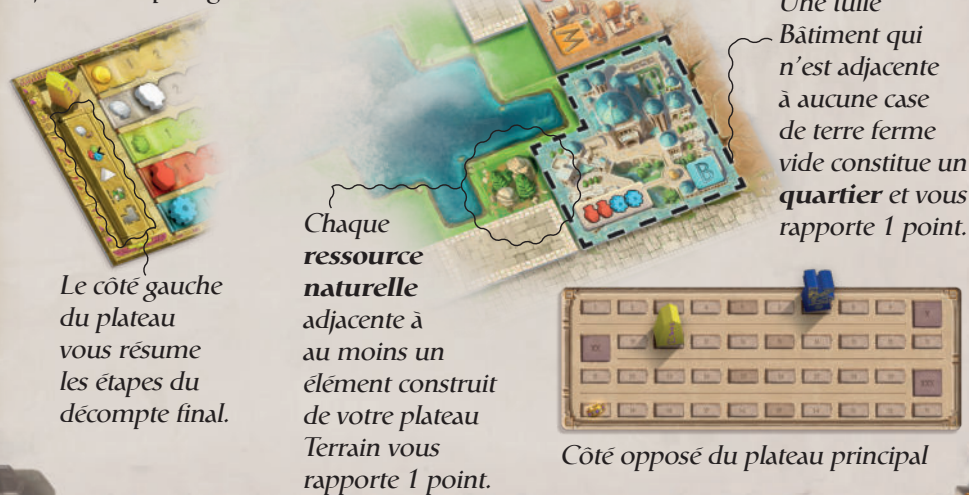 Une tuile
Bâtiment qui
n'est adjacente
à aucune case
de terre ferme
vide constitue un
quartier et vous
rapporte 1 point.
M
B
Chaque
ressource
naturelle
adjacente à
au moins un
élément construit
de votre plateau
Terrain vous
rapporte 1 point.
Le côté gauche
du plateau
vous résume
les étapes du
décompte final.
X
XX
XXX
Côté opposé du plateau principal